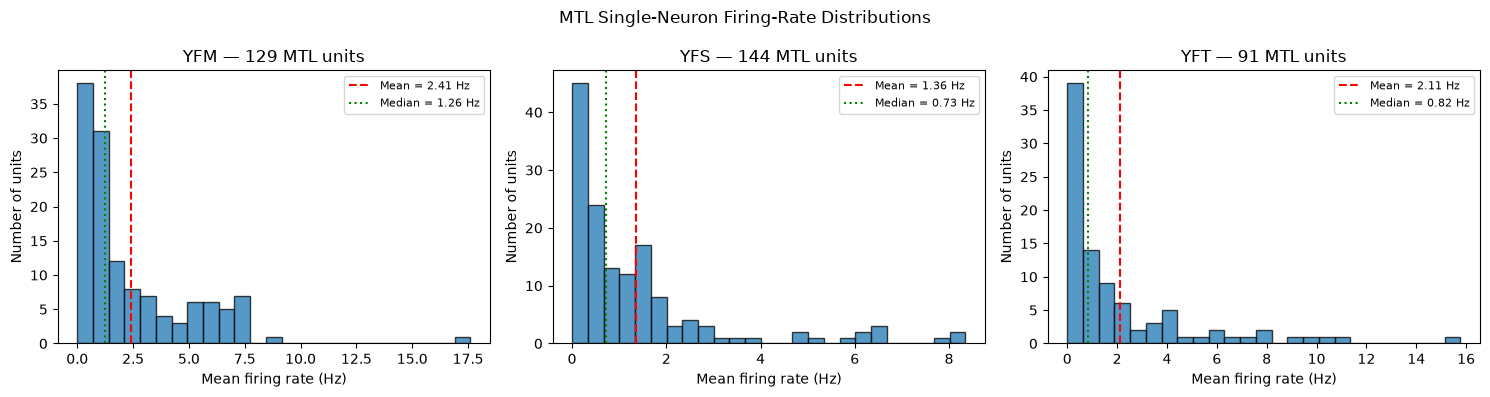 MTL Single-Neuron Firing-Rate Distributions
YFM — 129 MTL units
Mean = 2.41 Hz
Median = 1.26 Hz
Number of units
35
30
25
20
15
10
5
0
0.0 2.5 5.0 7.5 10.0 12.5 15.0 17.5
Mean firing rate (Hz)
YFS — 144 MTL units
Mean = 1.36 Hz
Median = 0.73 Hz
Number of units
40
30
20
10
0
0 2 4 6 8
Mean firing rate (Hz)
YFT — 91 MTL units
Mean = 2.11 Hz
Median = 0.82 Hz
Number of units
40
35
30
25
20
15
10
5
0
0 2 4 6 8 10 12 14 16
Mean firing rate (Hz)